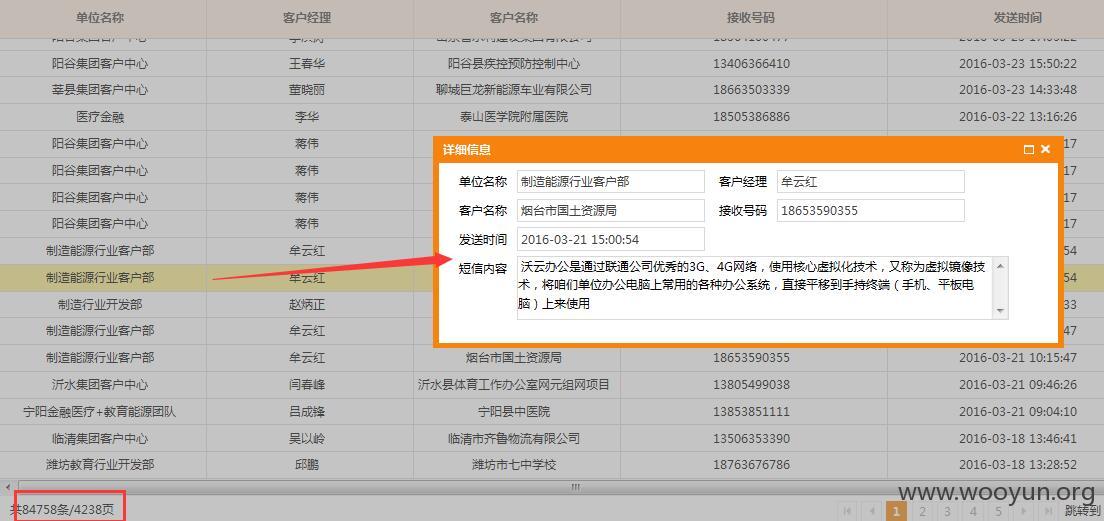 单位名称 客户经理 客户名称 接收号码 发送时间
阳谷集团客户中心
阳谷集团客户中心 王春华 阳谷县疾控预防控制中心 13406366410 2016-03-23 15:50:22
莘县集团客户中心 董晓丽 聊城巨龙新能源车业有限公司 18663503339 2016-03-23 14:33:48
医疗金融 李华 泰山医学院附属医院 18505386886 2016-03-22 13:16:26
阳谷集团客户中心 蒋伟 17
详细信息
阳谷集团客户中心 蒋伟
单位名称 制造能源行业客户部 客户经理 牟云红
阳谷集团客户中心 蒋伟
客户名称 烟台市国土资源局 接收号码 18653590355
阳谷集团客户中心 蒋伟
发送时间 2016-03-21 15:00:54
制造能源行业客户部 牟云红 54
短信内容 沃云办公是通过联通公司优秀的3G、4G网络，使用核心虚拟化技术，又称为虚拟镜像技
制造能源行业客户部 牟云红 54
术，将咱们单位办公电脑上常用的各种办公系统，直接平移到手持终端（手机、平板电
脑）上来使用
制造行业开发部 赵炳正 33
制造能源行业客户部 牟云红 47
制造能源行业客户部 牟云红 烟台市国土资源局 18653590355 2016-03-21 10:15:47
沂水集团客户中心 闫春峰 沂水县体育工作办公室网元组网项目 13805499038 2016-03-21 09:46:26
宁阳金融医疗+教育能源团队 吕成锋 宁阳县中医院 13853851111 2016-03-21 09:04:10
临清集团客户中心 吴以岭 临清市齐鲁物流有限公司 13506353390 2016-03-18 13:46:41
潍坊教育行业开发部 邱鹏 潍坊市七中学校 18763676786 2016-03-18 13:28:52
www.wooyun.org
共84758条/4238页 1 2 3 4 5 跳转到